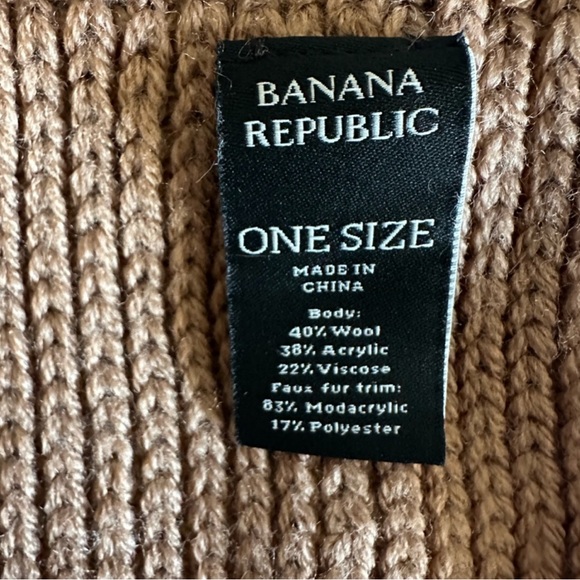 BANANA
REPUBLIC
ONE SIZE
MADE IN
CHINA
Body:
40% Wool
38% Acrylic
22% Viscose
Faux fur trim:
83% Modacrylic
17% Polyester